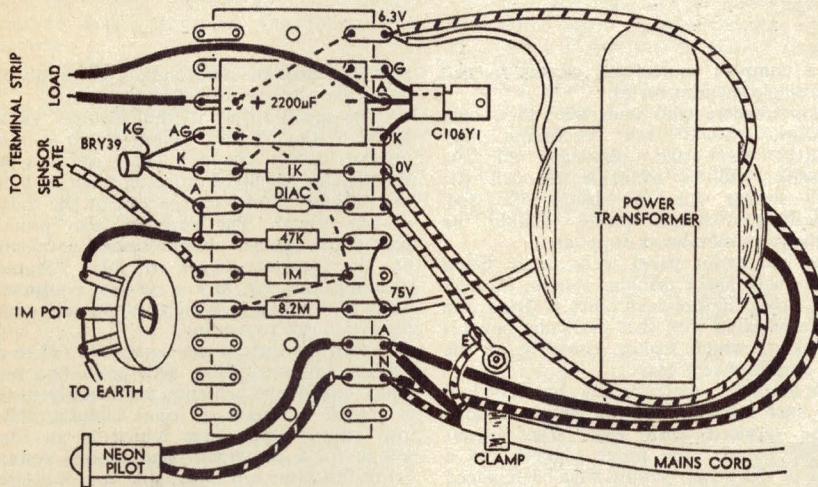 6.3V
TO TERMINAL STRIP
LOAD
SENSOR
PLATE
G
A
+ 2200µF -
C106Y1
KG
AG
BRY39
K
K
1K
0V
A
DIAC
POWER
TRANSFORMER
47K
1M
1M POT
8.2M
75V
A
E
N
TO EARTH
NEON
PILOT
CLAMP
MAINS CORD